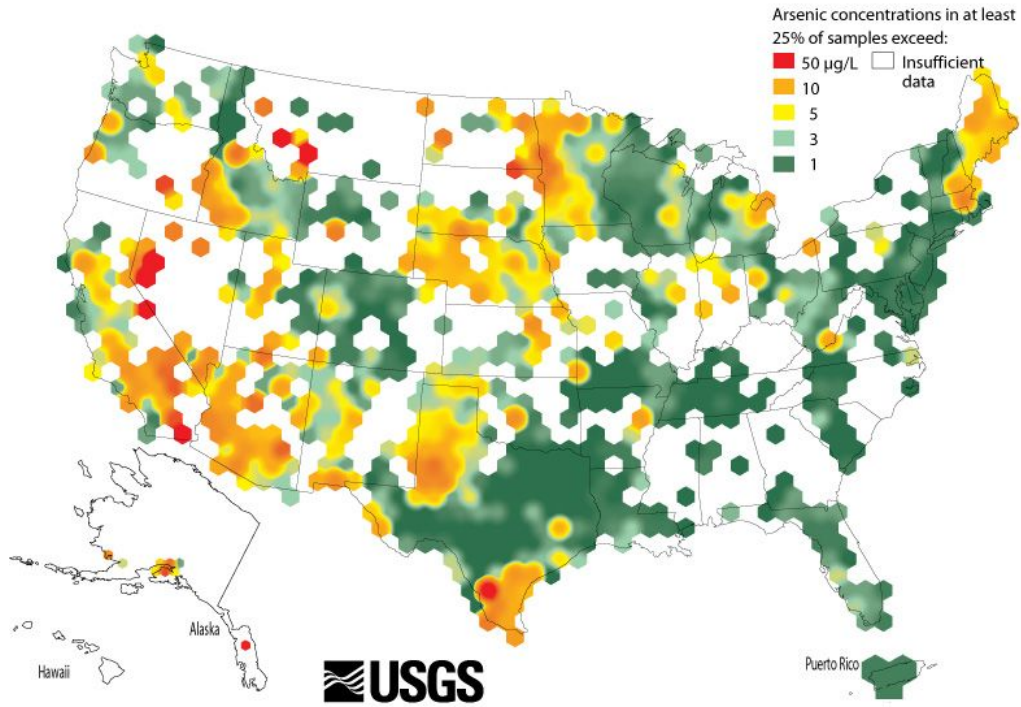 Arsenic concentrations in at least
25% of samples exceed:
50 µg/L
Insufficient
data
10
5
3
1
Alaska
Hawaii
USGS
Puerto Rico